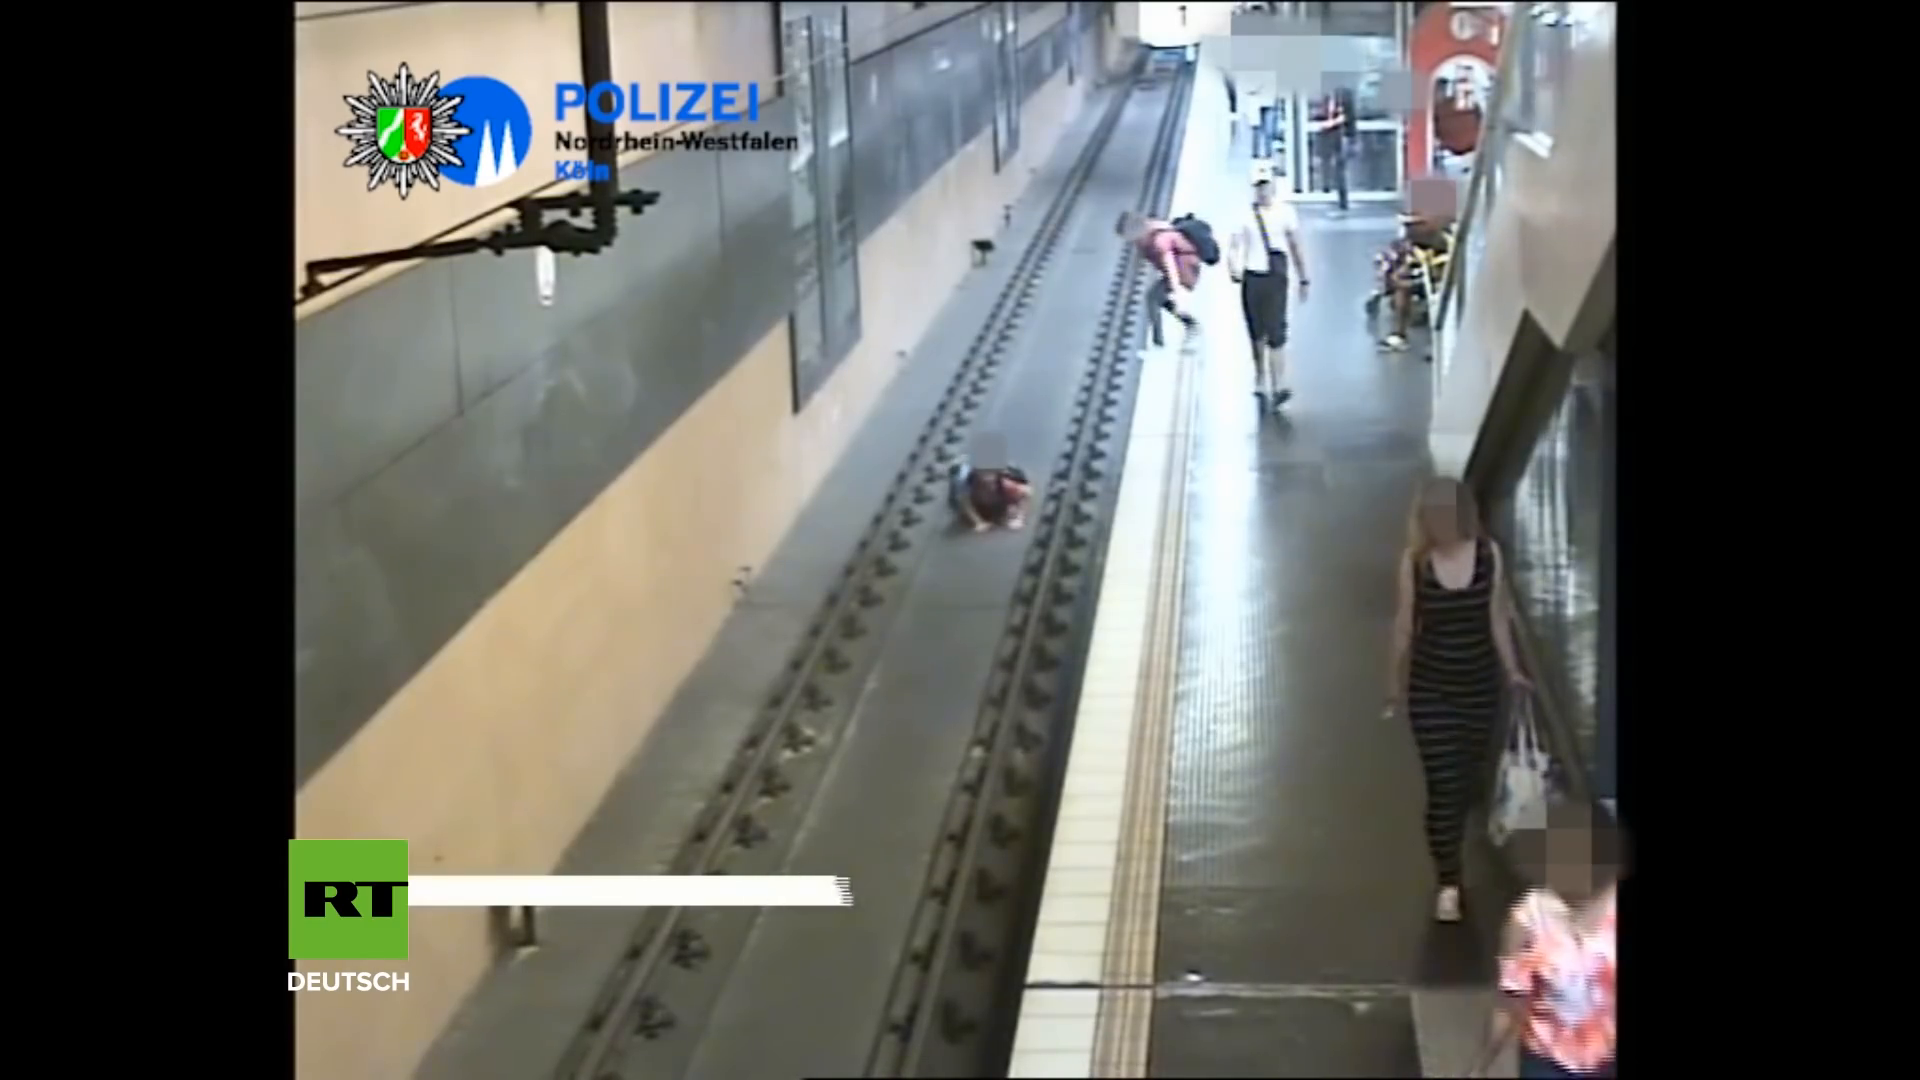 POLIZEI
Nordrhein-Westfalen
Köln
RT
DEUTSCH